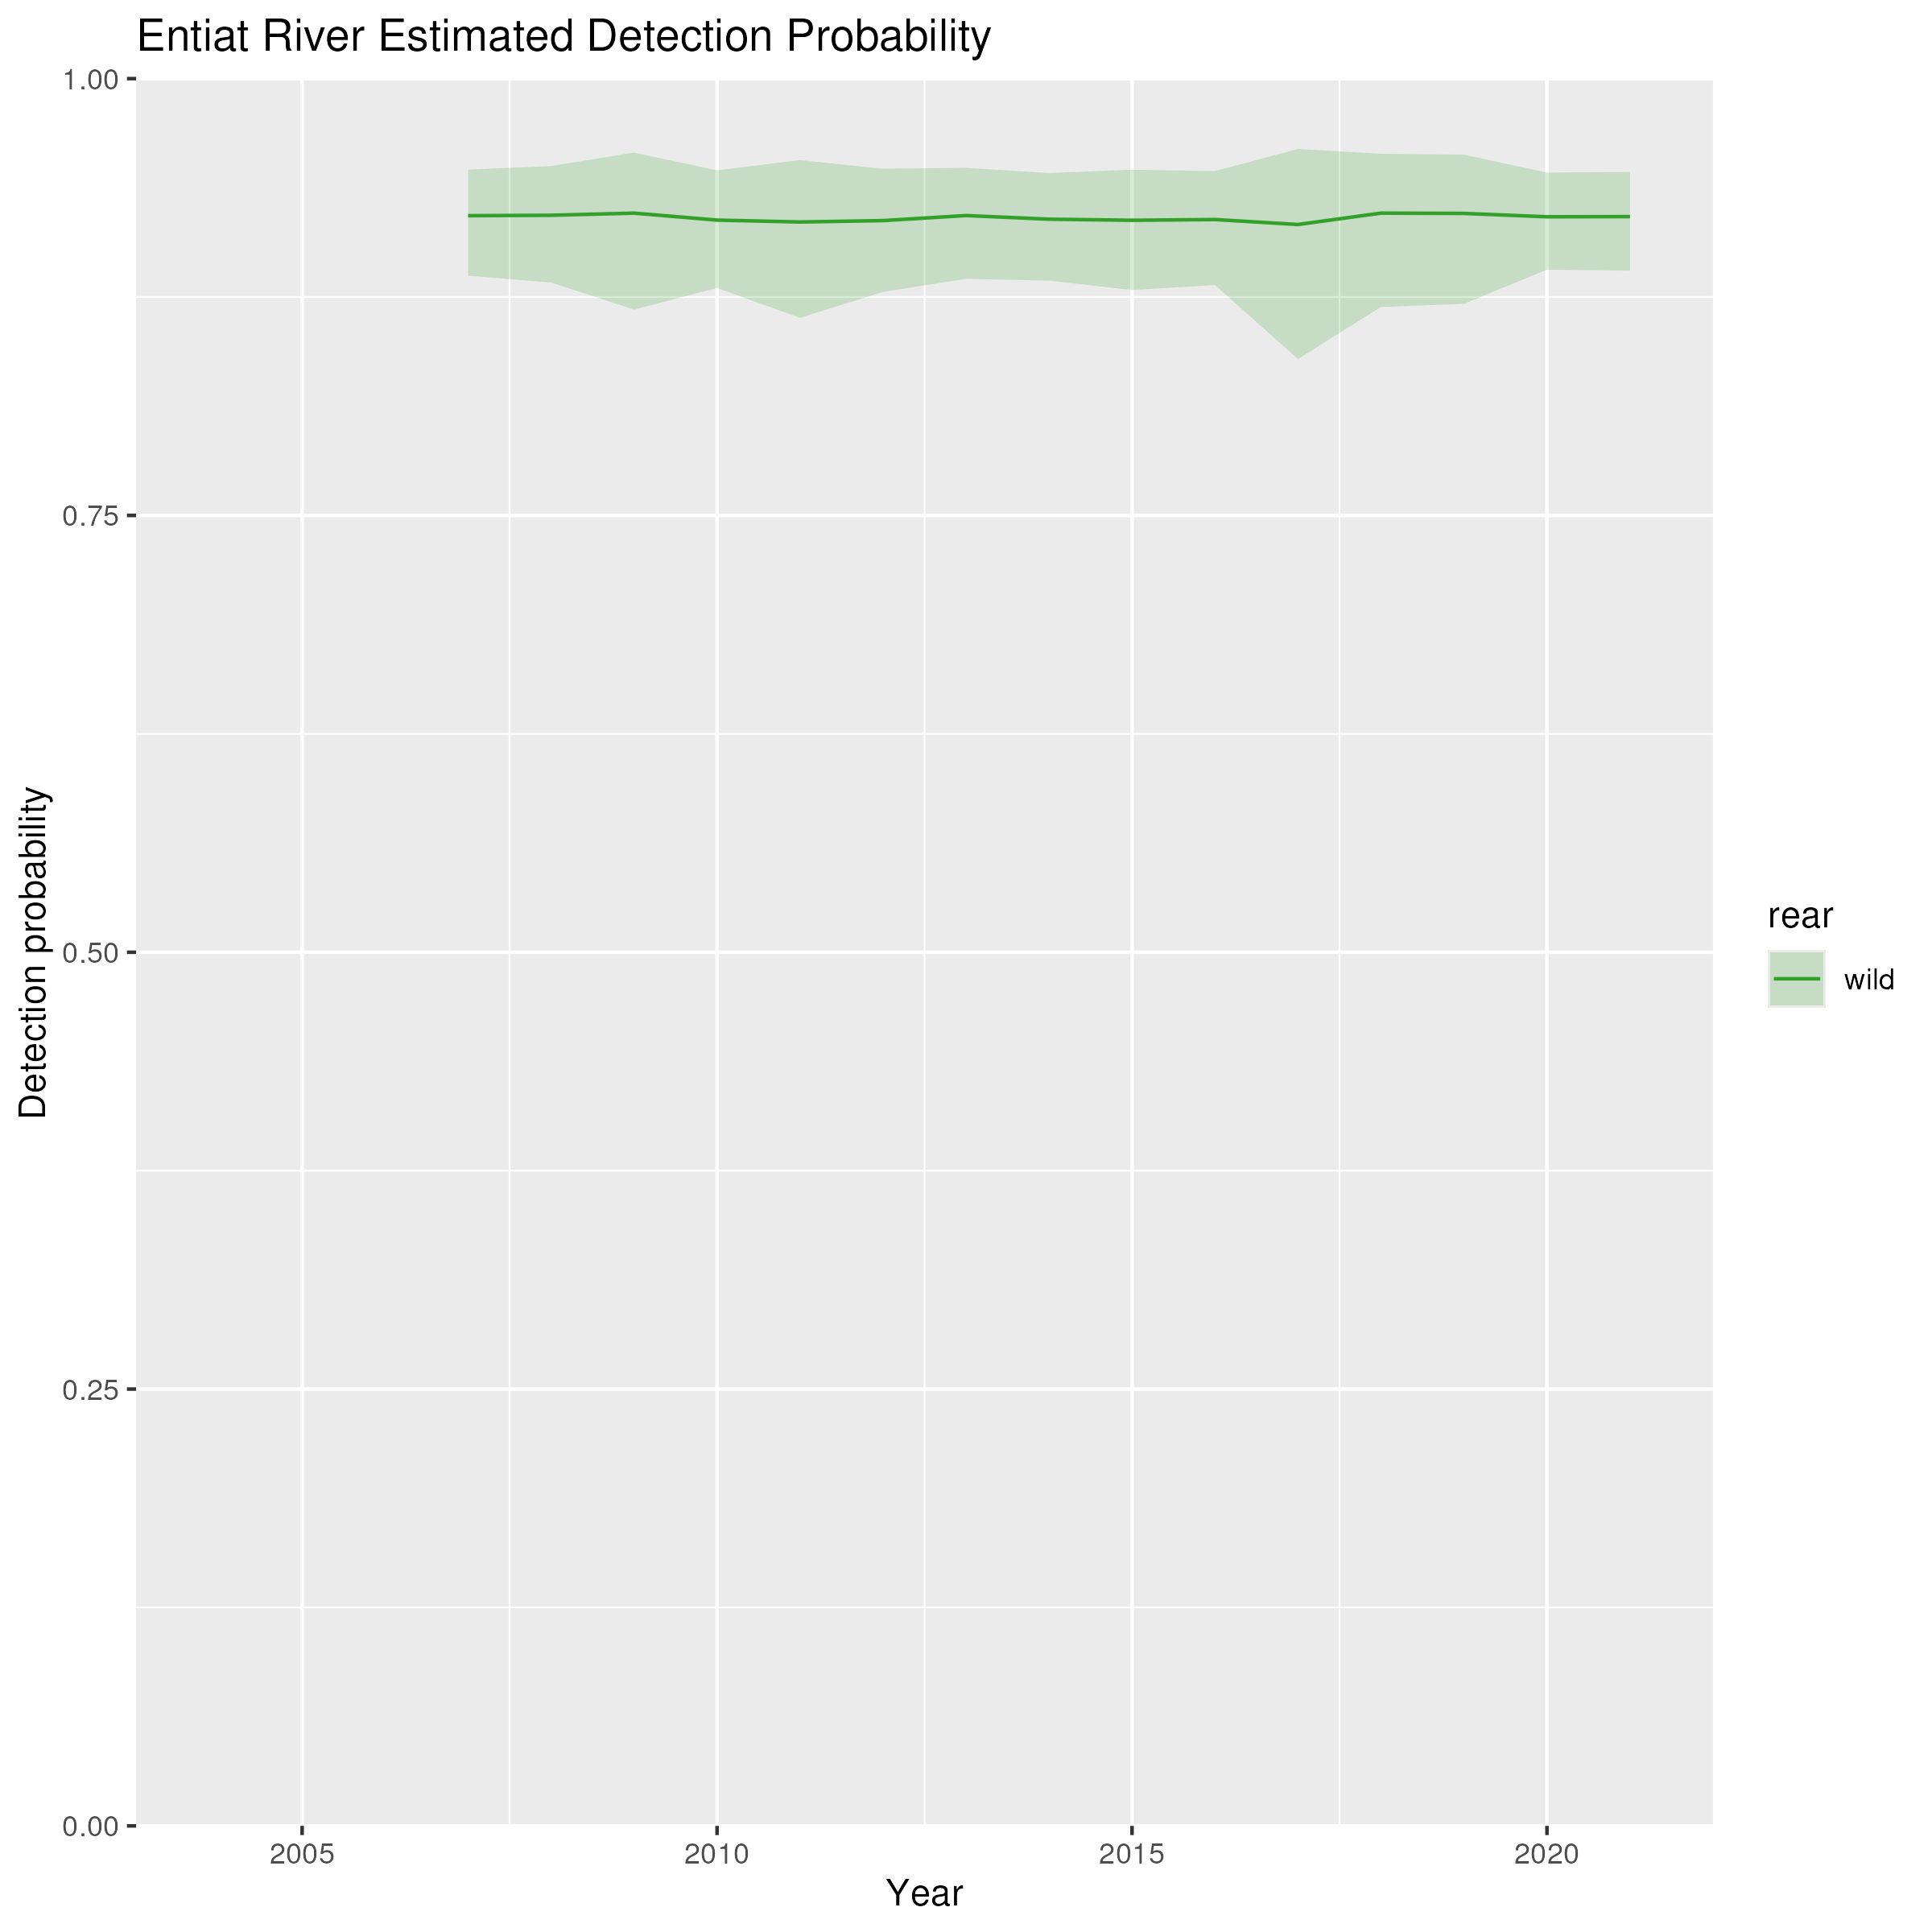 Entiat River Estimated Detection Probability
1.00
0.75
0.50
0.25
0.00
Detection probability
2005
2010
2015
2020
Year
rear
wild